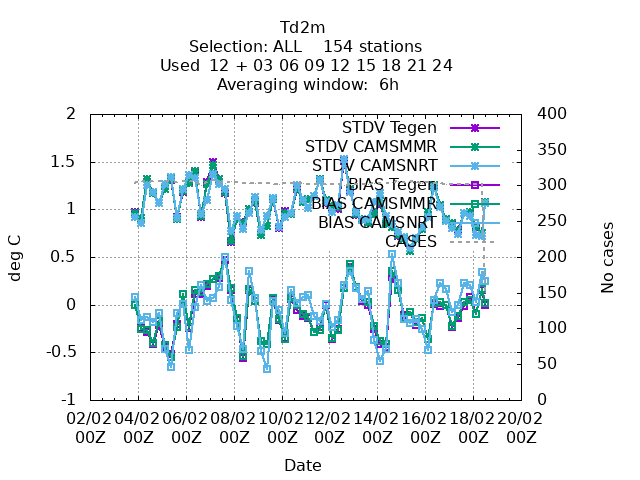 Td2m
Selection: ALL    154 stations
Used  12 + 03 06 09 12 15 18 21 24
Averaging window:  6h
2
1.5
1
0.5
0
-0.5
-1
400
350
300
250
200
150
100
50
0
STDV Tegen
STDV CAMSMMR
STDV CAMSNRT
BIAS Tegen
BIAS CAMSMMR
BIAS CAMSNRT
CASES
deg C
No cases
02/02 04/02 06/02 08/02 10/02 12/02 14/02 16/02 18/02 20/02
00Z 00Z 00Z 00Z 00Z 00Z 00Z 00Z 00Z 00Z
Date